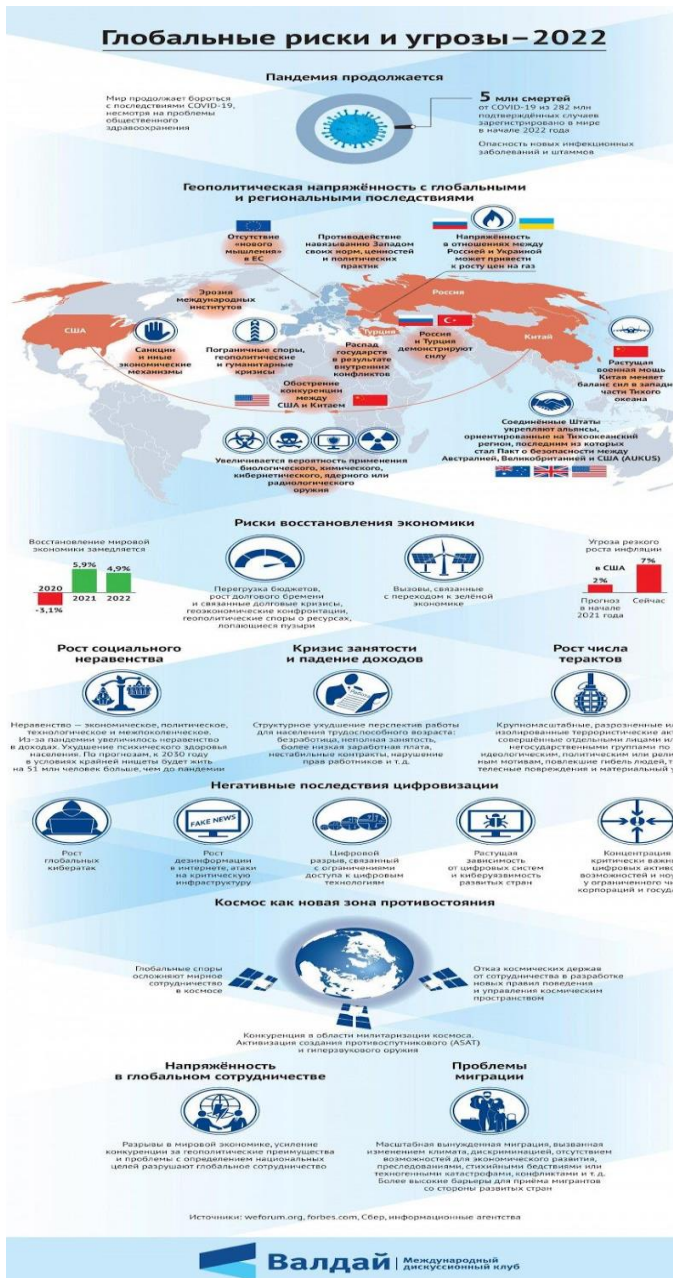 Глобальные риски и угрозы–2022
Пандемия продолжается
Мир продолжает бороться
с последствиями COVID-19,
несмотря на проблемы
общественного
здравоохранения
5 млн смертей
от COVID-19 из 282 млн
подтверждённых случаев
зарегистрировано в мире
в начале 2022 года
Опасность новых инфекционных
заболеваний и штаммов
Геополитическая напряжённость с глобальными
и региональными последствиями
Отсутствие
«нового
мышления»
в ЕС
Противодействие
навязыванию Западом
своих норм, ценностей
и политических
практик
Напряжённость
в отношениях между
Россией и Украиной
может привести
к росту цен на газ
Эрозия
международных
институтов
Россия
США
Турция
Китай
Санкции
и иные
экономические
механизмы
Пограничные споры,
геополитические
и гуманитарные
кризисы
Распад
государств
в результате
внутренних
конфликтов
Россия
и Турция
демонстрируют
силу
Растущая
военная мощь
Китая меняет
баланс сил в западн
части Тихого
океана
Обострение
конкуренции
между
США и Китаем
Соединённые Штаты
укрепляют альянсы,
ориентированные на Тихоокеанский
регион, последним из которых
стал Пакт о безопасности между
Австралией, Великобританией и США (AUKUS)
Увеличивается вероятность применения
биологического, химического,
кибернетического, ядерного или
радиологического
оружия
Риски восстановления экономики
Восстановление мировой
экономики замедляется
2020
-3,1%
5,9%
2021
4,9%
2022
Перегрузка бюджетов,
рост долгового бремени
и связанные долговые кризисы,
геоэкономические конфронтации,
геополитические споры о ресурсах,
лопающиеся пузыри
Вызовы, связанные
с переходом к зелёной
экономике
Угроза резкого
роста инфляции
в США
2%
7%
Прогноз
в начале
2021 года
Сейчас
Рост социального
неравенства
Неравенство — экономическое, политическое,
технологическое и межпоколенческое.
Из-за пандемии увеличилось неравенство
в доходах. Ухудшение психического здоровья
населения. По прогнозам, к 2030 году
в условиях крайней нищеты будет жить
на 51 млн человек больше, чем до пандемии
Кризис занятости
и падение доходов
Структурное ухудшение перспектив работы
для населения трудоспособного возраста:
безработица, неполная занятость,
более низкая заработная плата,
нестабильные контракты, нарушение
прав работников и т. д.
Рост числа
терактов
Крупномасштабные, разрозненные ил
изолированные террористические ак
совершённые отдельными лицами ил
негосударственными группами по
идеологическим, политическим или рели
ным мотивам, повлекшие гибель людей, т
телесные повреждения и материальный у
Негативные последствия цифровизации
FAKE NEWS
Рост
глобальных
кибератак
Рост
дезинформации
в интернете, атаки
на критическую
инфраструктуру
Цифровой
разрыв, связанный
с ограничениями
доступа к цифровым
технологиям
Растущая
зависимость
от цифровых систем
и киберуязвимость
развитых стран
Концентрация
критически важн
цифровых активо
возможностей и ноу
у ограниченного чи
корпораций и госуда
Космос как новая зона противостояния
Глобальные споры
осложняют мирное
сотрудничество
в космосе
Отказ космических держав
от сотрудничества в разработке
новых правил поведения
и управления космическим
пространством
Конкуренция в области милитаризации космоса.
Активизация создания противоспутникового (ASAT)
и гиперзвукового оружия
Напряжённость
в глобальном сотрудничестве
Разрывы в мировой экономике, усиление
конкуренции за геополитические преимущества
и проблемы с определением национальных
целей разрушают глобальное сотрудничество
Проблемы
миграции
Масштабная вынужденная миграция, вызванная
изменением климата, дискриминацией, отсутствием
возможностей для экономического развития,
преследованиями, стихийными бедствиями или
техногенными катастрофами, конфликтами и т. д.
Более высокие барьеры для приёма мигрантов
со стороны развитых стран
Источники: weforum.org, forbes.com, Сбер, информационные агентства
Валдай
Международный
дискуссионный клуб